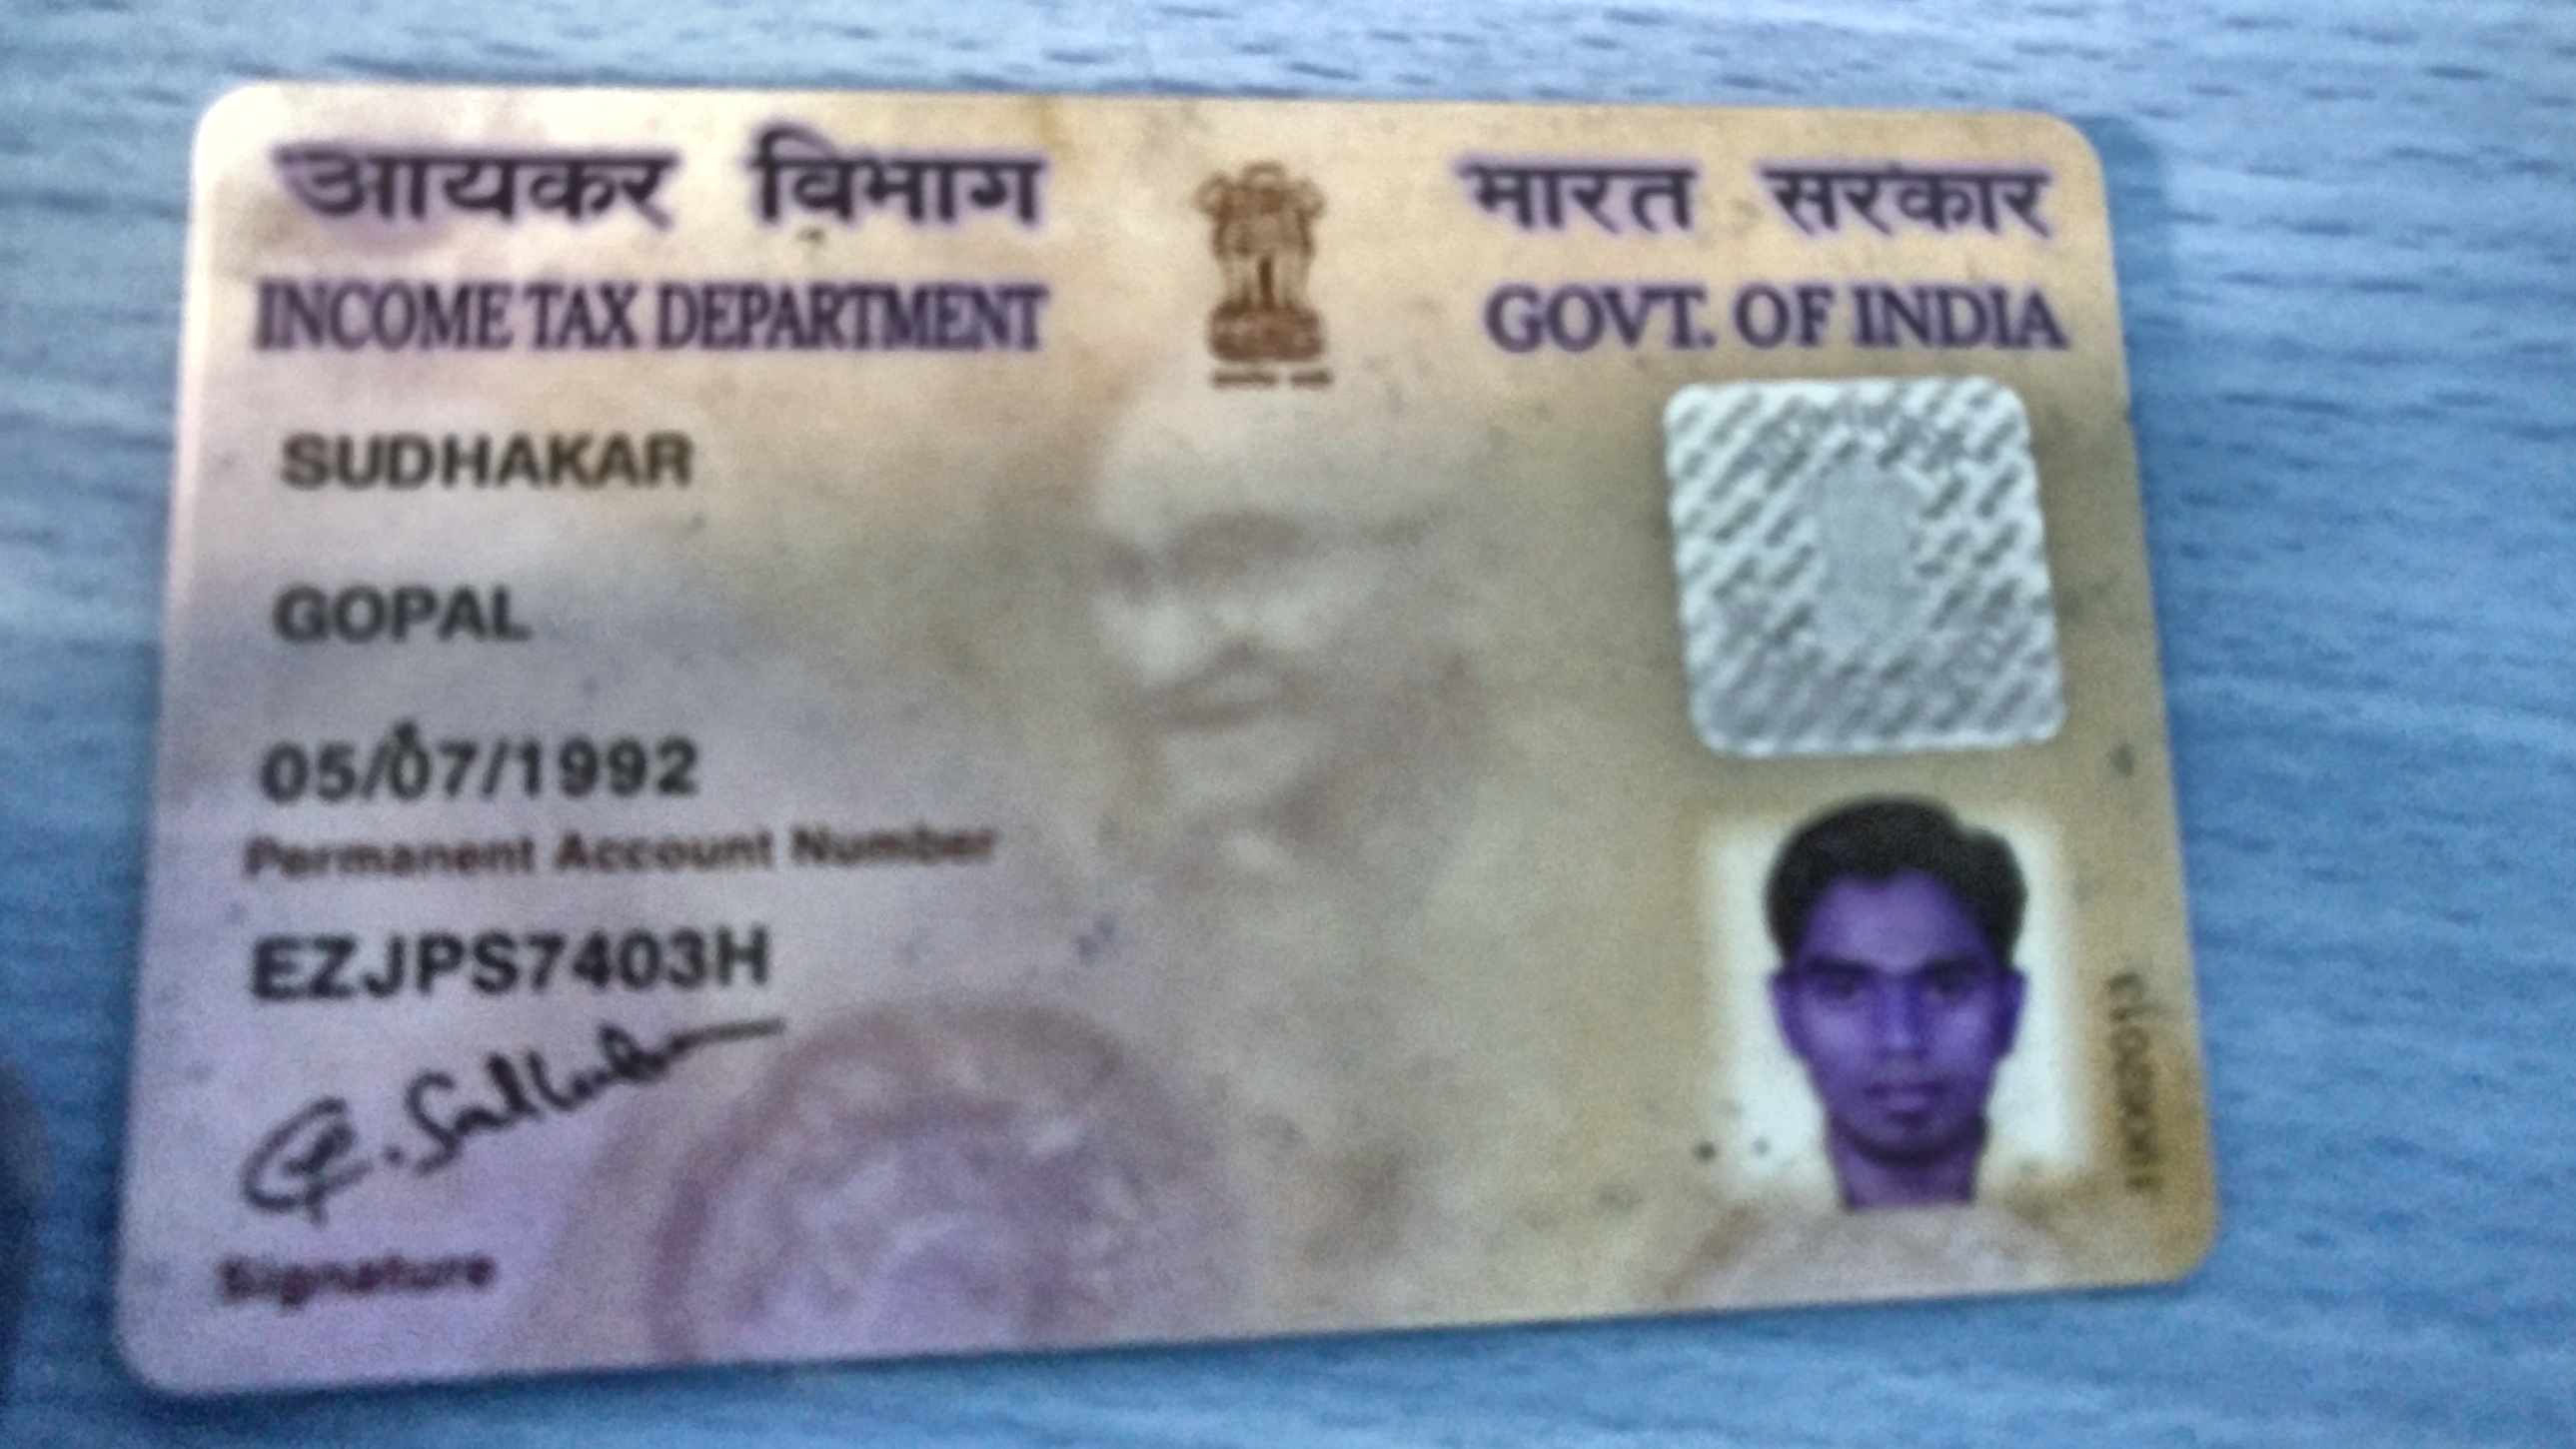 आयकर विभाग
INCOME TAX DEPARTMENT
भारत सरकार
GOVT. OF INDIA
SUDHAKAR
GOPAL
05/07/1992
Permanent Account Number
EZJPS7403H
G. Sudhakar
Signature